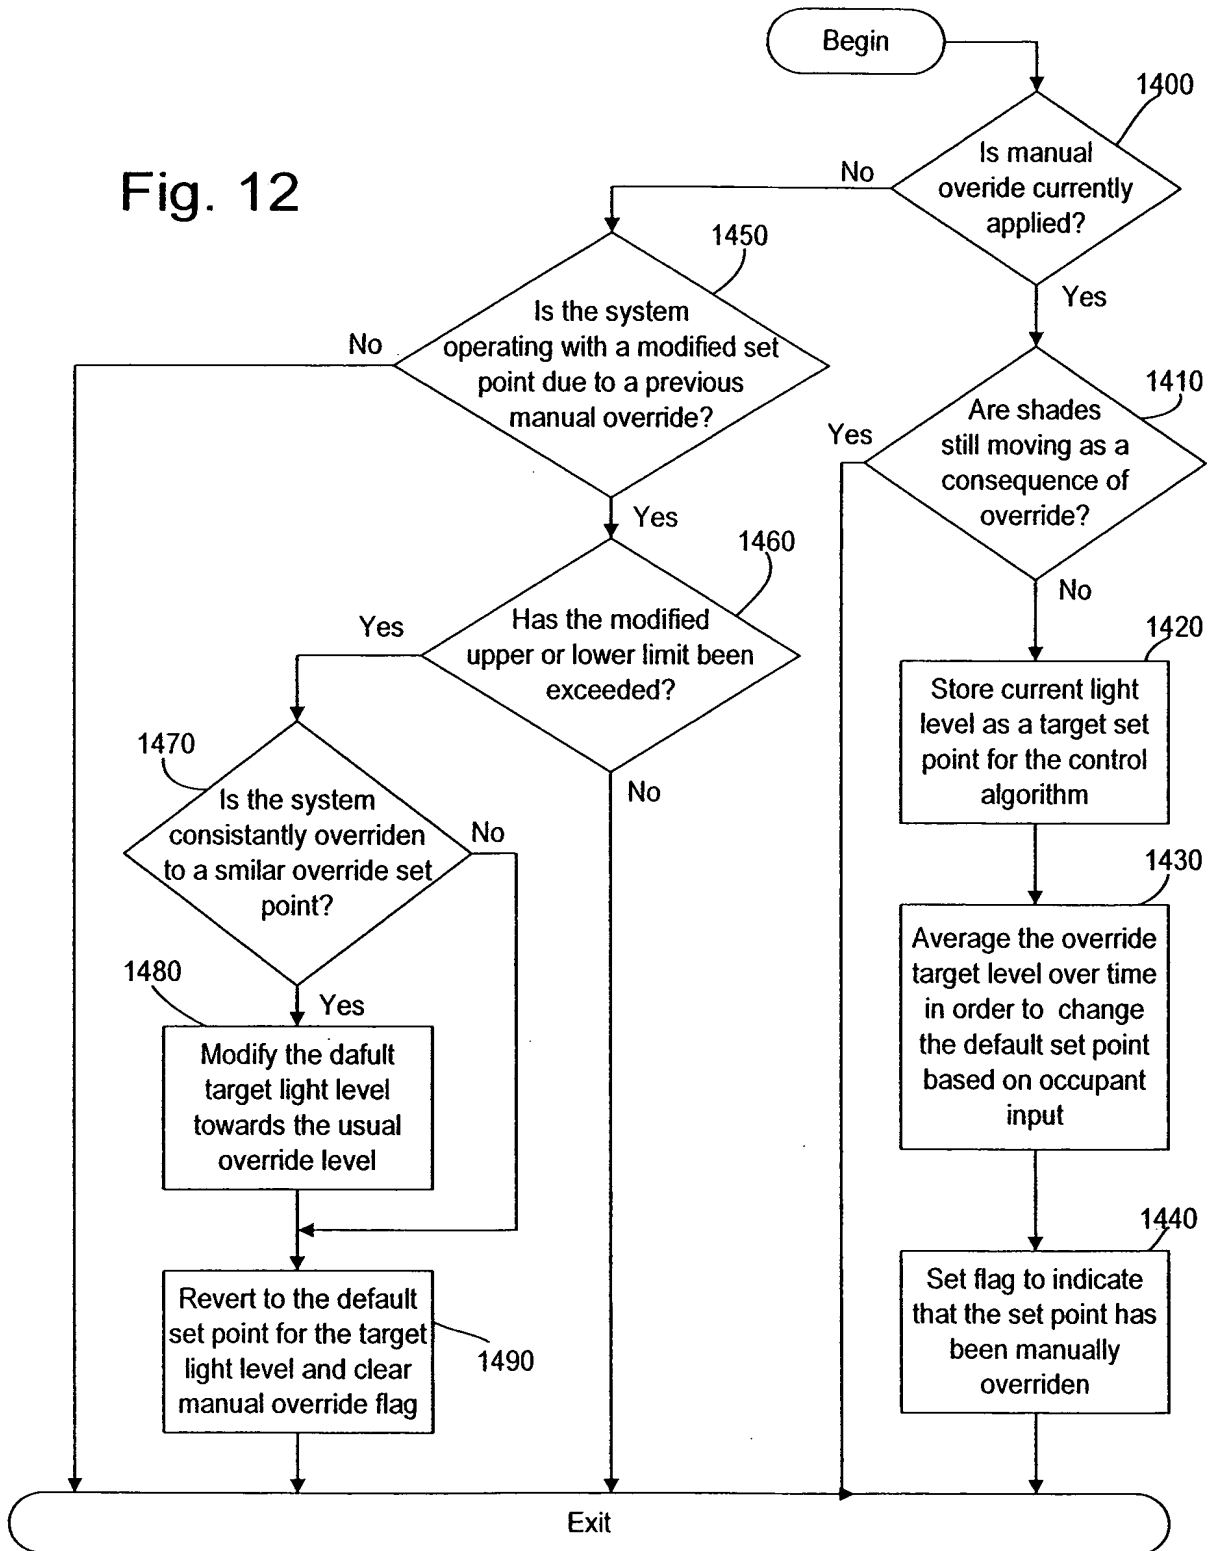 Begin
1400
Is manual
overide currently
applied?
No
Yes
Fig. 12
1450
Is the system
operating with a modified set
point due to a previous
manual override?
No
Yes
1410
Are shades
still moving as a
consequence of
override?
Yes
No
1460
Has the modified
upper or lower limit been
exceeded?
Yes
No
1420
Store current light
level as a target set
point for the control
algorithm
1470
Is the system
consistantly overriden
to a smilar override set
point?
No
Yes
1430
Average the override
target level over time
in order to change
the default set point
based on occupant
input
1480
Modify the dafult
target light level
towards the usual
override level
1440
Set flag to indicate
that the set point has
been manually
overriden
Revert to the default
set point for the target
light level and clear
manual override flag
1490
Exit